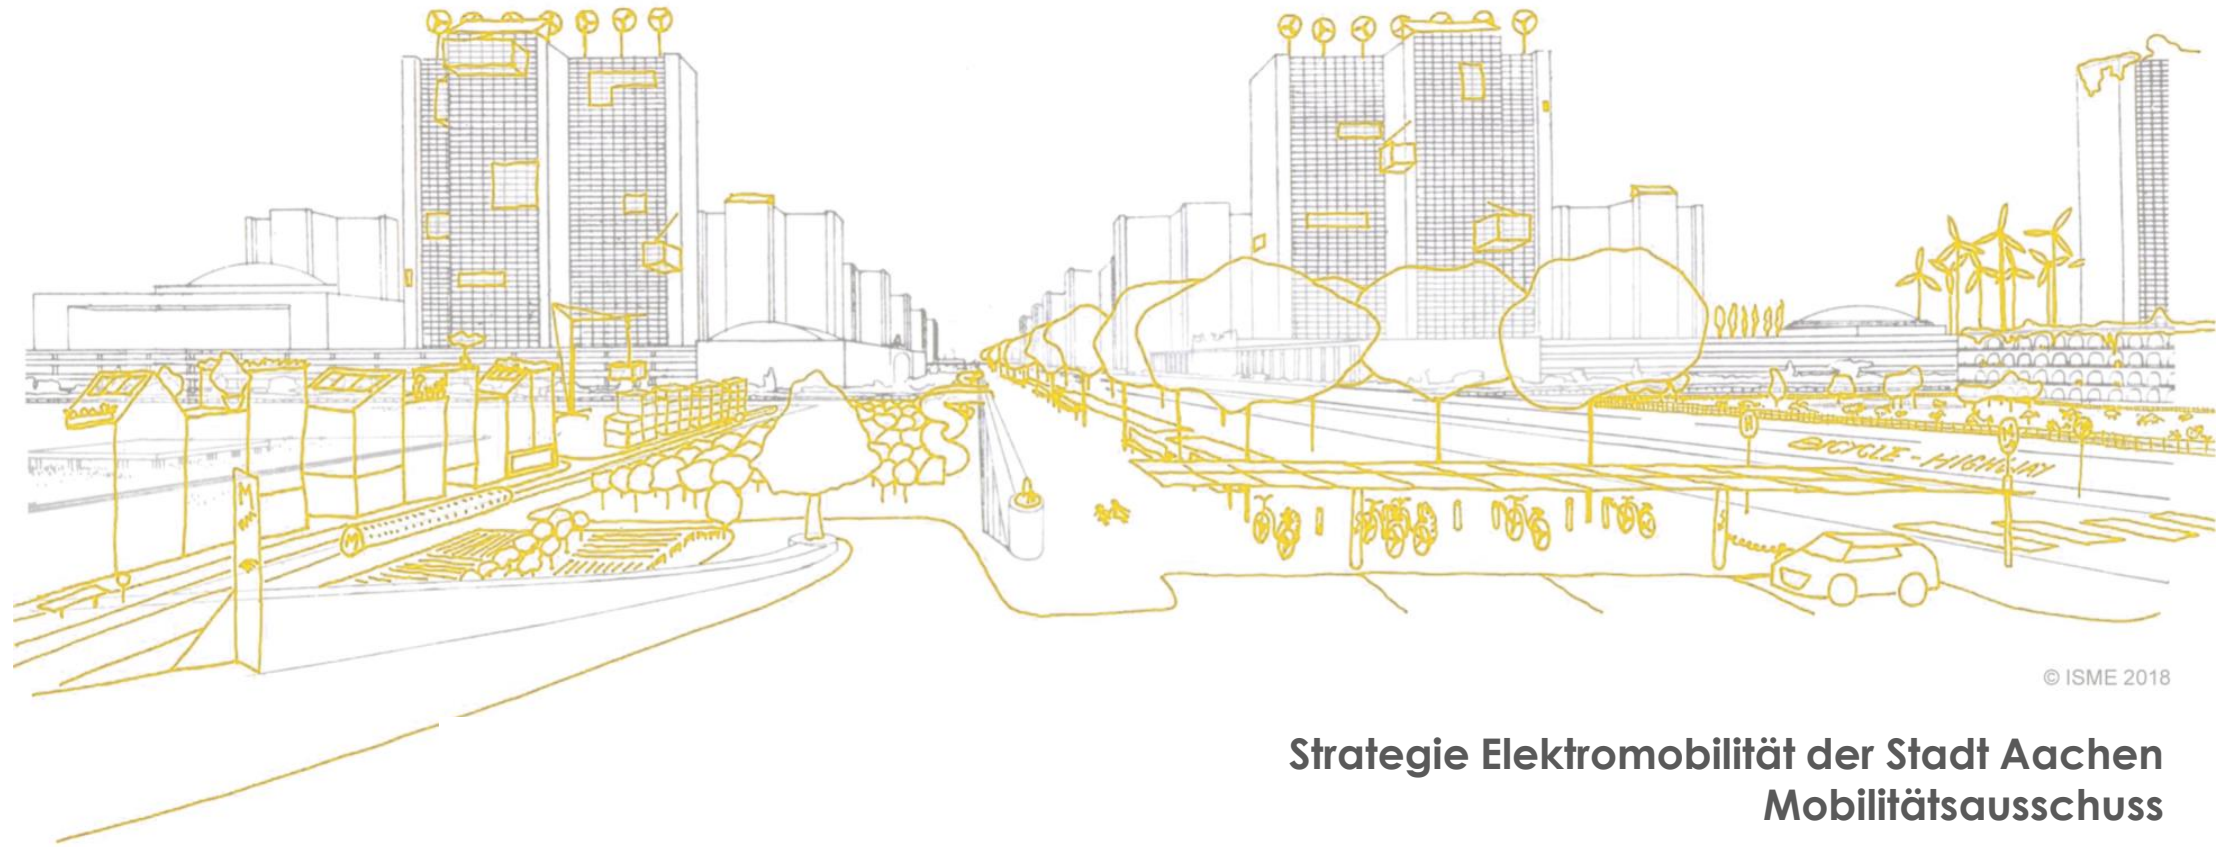 M
M
BICYCLE - HIGHWAY
© ISME 2018
Strategie Elektromobilität der Stadt Aachen
Mobilitätsausschuss